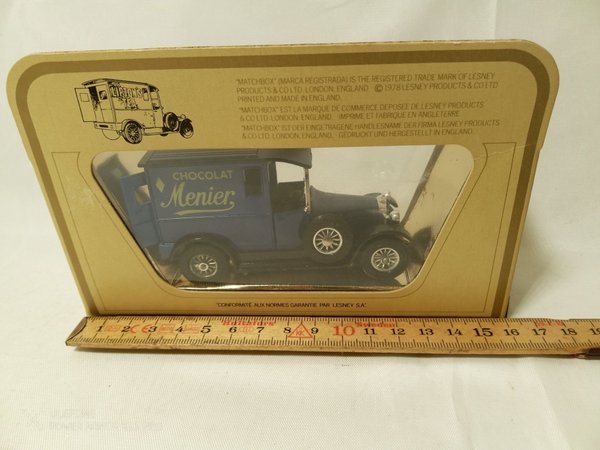 LIPTON'S
"MATCHBOX" (MARCA REGISTRADA) IS THE REGISTERED TRADE MARK OF LESNEY
PRODUCTS & CO LTD. LONDON, ENGLAND © 1978 LESNEY PRODUCTS & CO LTD
PRINTED AND MADE IN ENGLAND.
"MATCHBOX" EST LA MARQUE DE COMMERCE DEPOSEE DE LESNEY PRODUCTS
& CO LTD. LONDON, ENGLAND. IMPRIME ET FABRIQUE EN ANGLETERRE
"MATCHBOX" IST DER EINGETRAGENE HANDELSNAME DER FIRMA LESNEY PRODUCTS
& CO LTD. LONDON, ENGLAND. GEDRUCKT UND HERGESTELLT IN ENGLAND.
CHOCOLAT
Menier
"CONFORMITÉ AUX NORMES GARANTIE PAR LESNEY S.A."
1 2 3 4 5 6 7 8 9 10 11 12 13 14 15 16 17 18
Hultafors Sweden